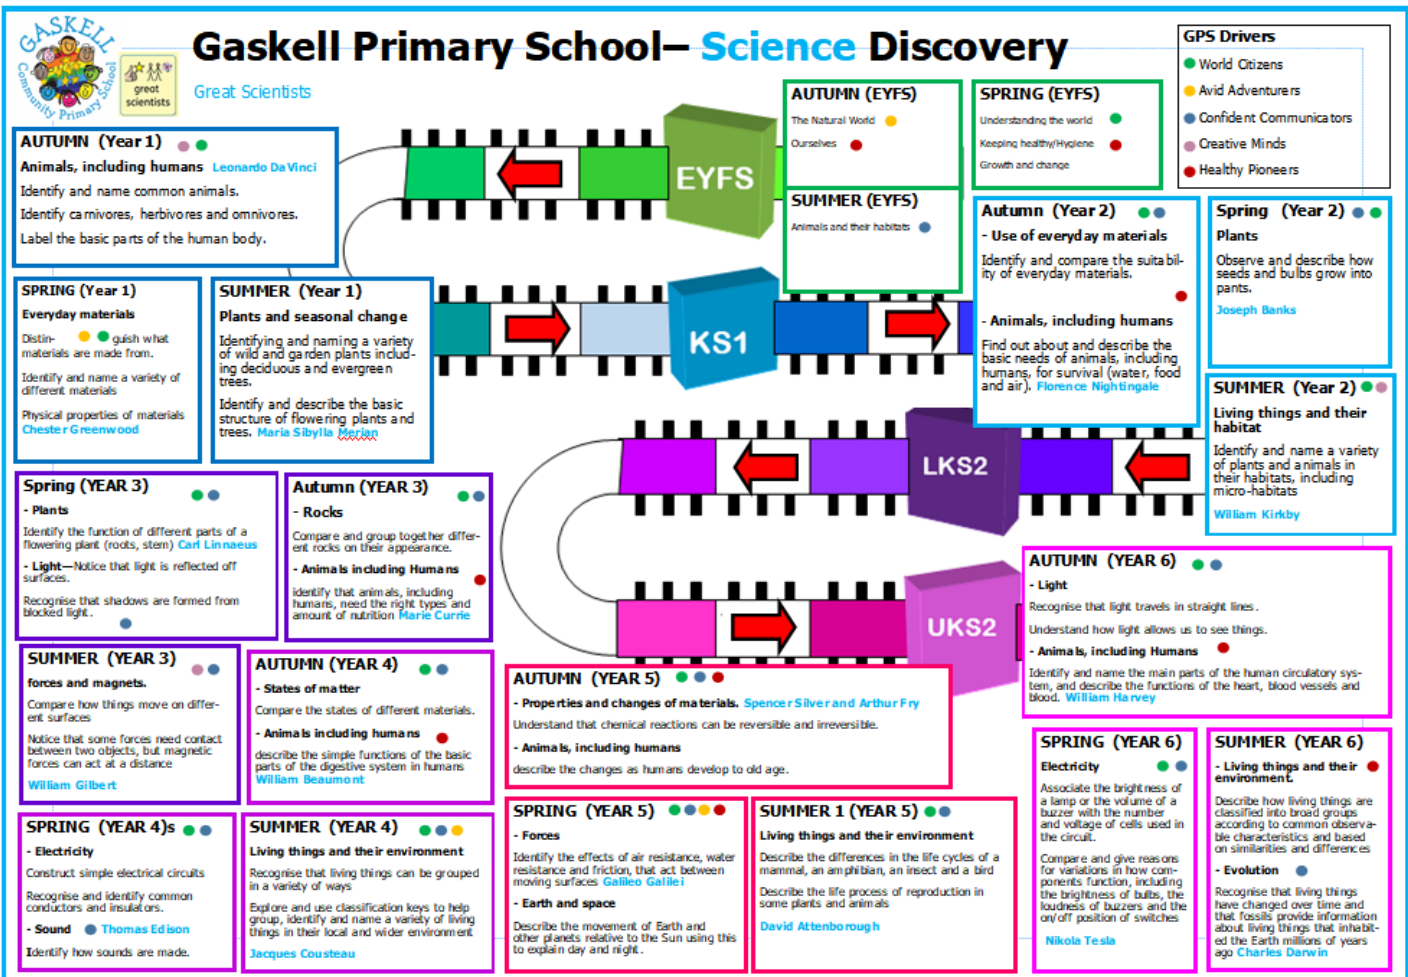 GASKELL
Community Primary School
great
scientists
Gaskell Primary School– Science Discovery
Great Scientists
GPS Drivers
World Citizens
Avid Adventurers
Confident Communicators
Creative Minds
Healthy Pioneers
AUTUMN (EYFS)
The Natural World
Ourselves
SPRING (EYFS)
Understanding the world
Keeping healthy/Hygiene
Growth and change
SUMMER (EYFS)
Animals and their habitats
EYFS
AUTUMN (Year 1)
Animals, including humans Leonardo Da Vinci
Identify and name common animals.
Identify carnivores, herbivores and omnivores.
Label the basic parts of the human body.
SPRING (Year 1)
Everyday materials
Distin- guish what
materials are made from.
Identify and name a variety of
different materials
Physical properties of materials
Chester Greenwood
SUMMER (Year 1)
Plants and seasonal change
Identifying and naming a variety
of wild and garden plants includ-
ing deciduous and evergreen
trees.
Identify and describe the basic
structure of flowering plants and
trees. Maria Sibylla Merian
KS1
Autumn (Year 2)
- Use of everyday materials
Identify and compare the suitabil-
ity of everyday materials.
- Animals, including humans
Find out about and describe the
basic needs of animals, including
humans, for survival (water, food
and air). Florence Nightingale
Spring (Year 2)
Plants
Observe and describe how
seeds and bulbs grow into
pants.
Joseph Banks
SUMMER (Year 2)
Living things and their
habitat
Identify and name a variety
of plants and animals in
their habitats, including
micro-habitats
William Kirkby
LKS2
Spring (YEAR 3)
- Plants
Identify the function of different parts of a
flowering plant (roots, stem) Carl Linnaeus
- Light—Notice that light is reflected off
surfaces.
Recognise that shadows are formed from
blocked light.
Autumn (YEAR 3)
- Rocks
Compare and group together differ-
ent rocks on their appearance.
- Animals including Humans
identify that animals, including
humans, need the right types and
amount of nutrition Marie Currie
SUMMER (YEAR 3)
forces and magnets.
Compare how things move on differ-
ent surfaces
Notice that some forces need contact
between two objects, but magnetic
forces can act at a distance
William Gilbert
AUTUMN (YEAR 4)
- States of matter
Compare the states of different materials.
- Animals including humans
describe the simple functions of the basic
parts of the digestive system in humans
William Beaumont
SPRING (YEAR 4)s
- Electricity
Construct simple electrical circuits
Recognise and identify common
conductors and insulators.
- Sound Thomas Edison
Identify how sounds are made.
SUMMER (YEAR 4)
Living things and their environment
Recognise that living things can be grouped
in a variety of ways
Explore and use classification keys to help
group, identify and name a variety of living
things in their local and wider environment
Jacques Cousteau
UKS2
AUTUMN (YEAR 5)
- Properties and changes of materials. Spencer Silver and Arthur Fry
Understand that chemical reactions can be reversible and irreversible.
- Animals, including humans
describe the changes as humans develop to old age.
SPRING (YEAR 5)
- Forces
Identify the effects of air resistance, water
resistance and friction, that act between
moving surfaces Galileo Galilei
- Earth and space
Describe the movement of Earth and
other planets relative to the Sun using this
to explain day and night.
SUMMER 1 (YEAR 5)
Living things and their environment
Describe the differences in the life cycles of a
mammal, an amphibian, an insect and a bird
Describe the life process of reproduction in
some plants and animals
David Attenborough
AUTUMN (YEAR 6)
- Light
Recognise that light travels in straight lines.
Understand how light allows us to see things.
- Animals, including Humans
Identify and name the main parts of the human circulatory sys-
tem, and describe the functions of the heart, blood vessels and
blood. William Harvey
SPRING (YEAR 6)
Electricity
Associate the brightness of
a lamp or the volume of a
buzzer with the number
and voltage of cells used in
the circuit.
Compare and give reasons
for variations in how com-
ponents function, including
the brightness of bulbs, the
loudness of buzzers and the
on/off position of switches
Nikola Tesla
SUMMER (YEAR 6)
- Living things and their
environment.
Describe how living things are
classified into broad groups
according to common observa-
ble characteristics and based
on similarities and differences
- Evolution
Recognise that living things
have changed over time and
that fossils provide information
about living things that inhabit-
ed the Earth millions of years
ago Charles Darwin